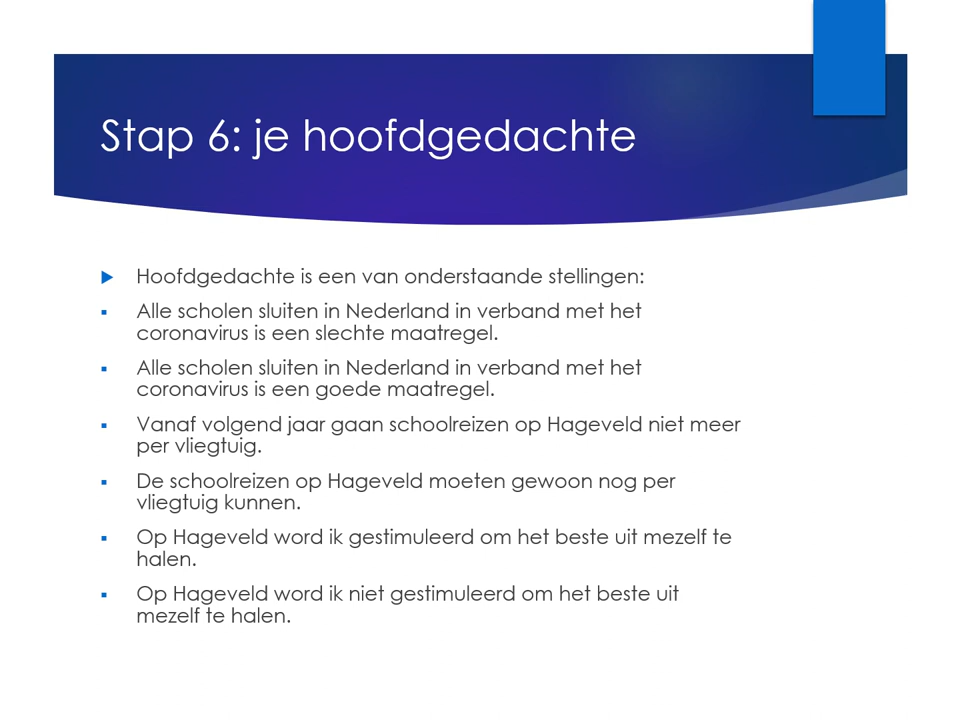 Stap 6: je hoofdgedachte
Hoofdgedachte is een van onderstaande stellingen:
Alle scholen sluiten in Nederland in verband met het
coronavirus is een slechte maatregel.
Alle scholen sluiten in Nederland in verband met het
coronavirus is een goede maatregel.
Vanaf volgend jaar gaan schoolreizen op Hageveld niet meer
per vliegtuig.
De schoolreizen op Hageveld moeten gewoon nog per
vliegtuig kunnen.
Op Hageveld word ik gestimuleerd om het beste uit mezelf te
halen.
Op Hageveld word ik niet gestimuleerd om het beste uit
mezelf te halen.